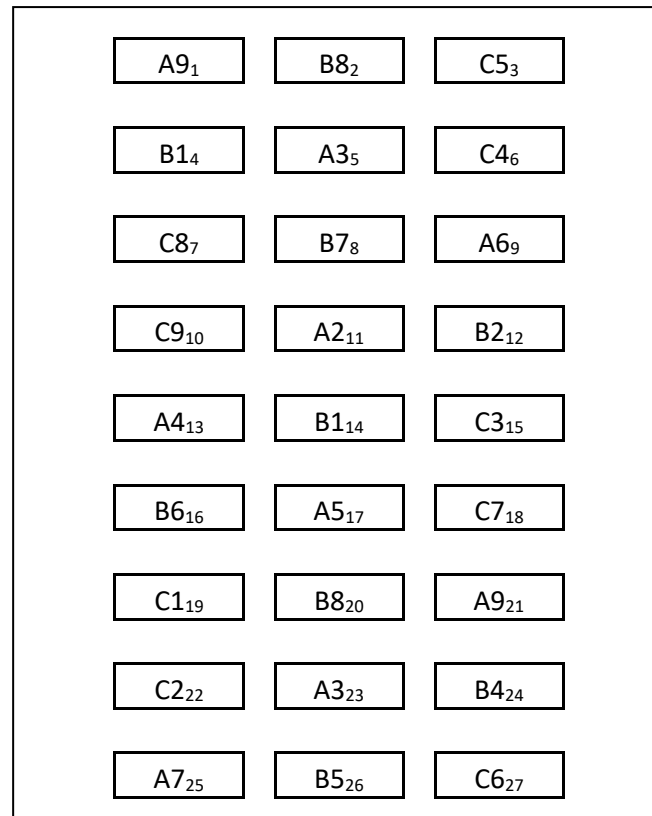 A9₁ B8₂ C5₃
B1₄ A3₅ C4₆
C8₇ B7₈ A6₉
C9₁₀ A2₁₁ B2₁₂
A4₁₃ B1₁₄ C3₁₅
B6₁₆ A5₁₇ C7₁₈
C1₁₉ B8₂₀ A9₂₁
C2₂₂ A3₂₃ B4₂₄
A7₂₅ B5₂₆ C6₂₇